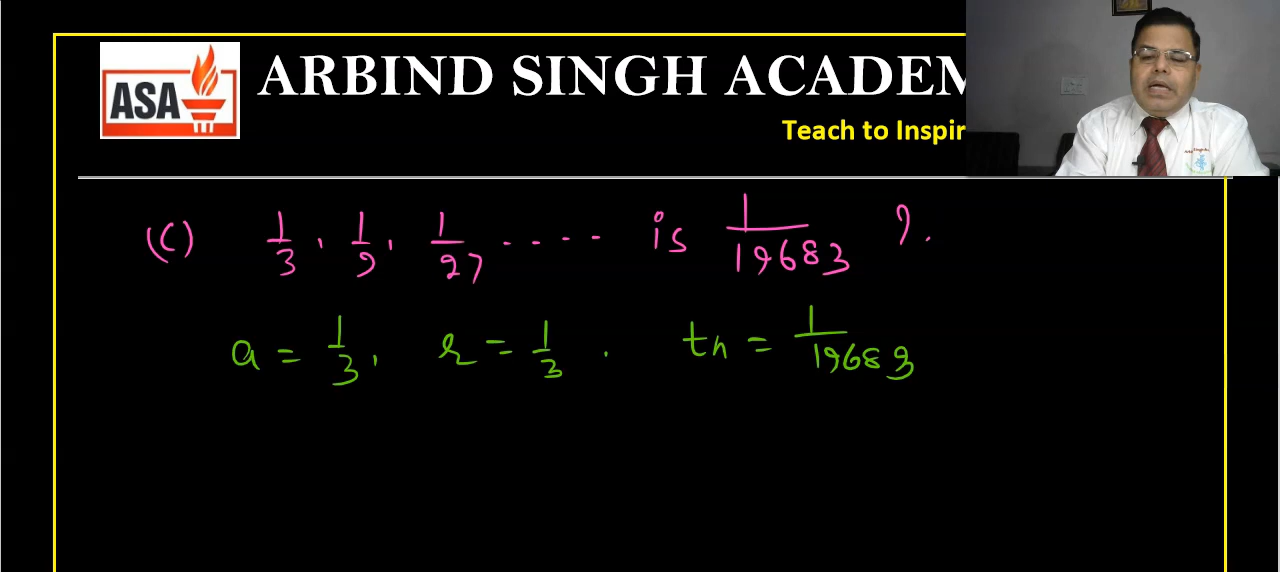 ASA
ARBIND SINGH ACADEM
Teach to Inspir
(C) 1/3, 1/9, 1/27 ---- is 1/19683 ?.
a = 1/3, r = 1/3. tn = 1/19683